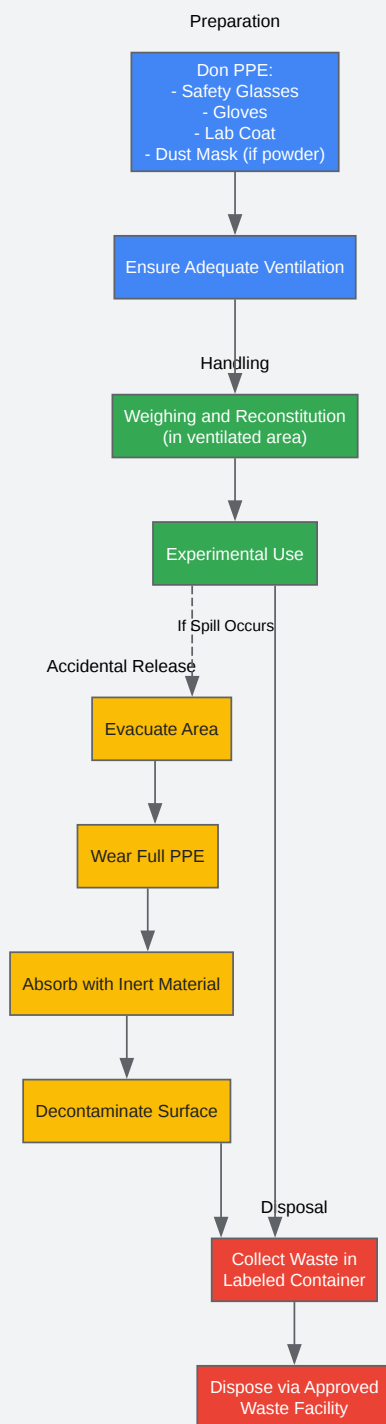 Preparation
Don PPE:
- Safety Glasses
- Gloves
- Lab Coat
- Dust Mask (if powder)
Ensure Adequate Ventilation
Handling
Weighing and Reconstitution
(in ventilated area)
Experimental Use
If Spill Occurs
Accidental Release
Evacuate Area
Wear Full PPE
Absorb with Inert Material
Decontaminate Surface
Disposal
Collect Waste in
Labeled Container
Dispose via Approved
Waste Facility